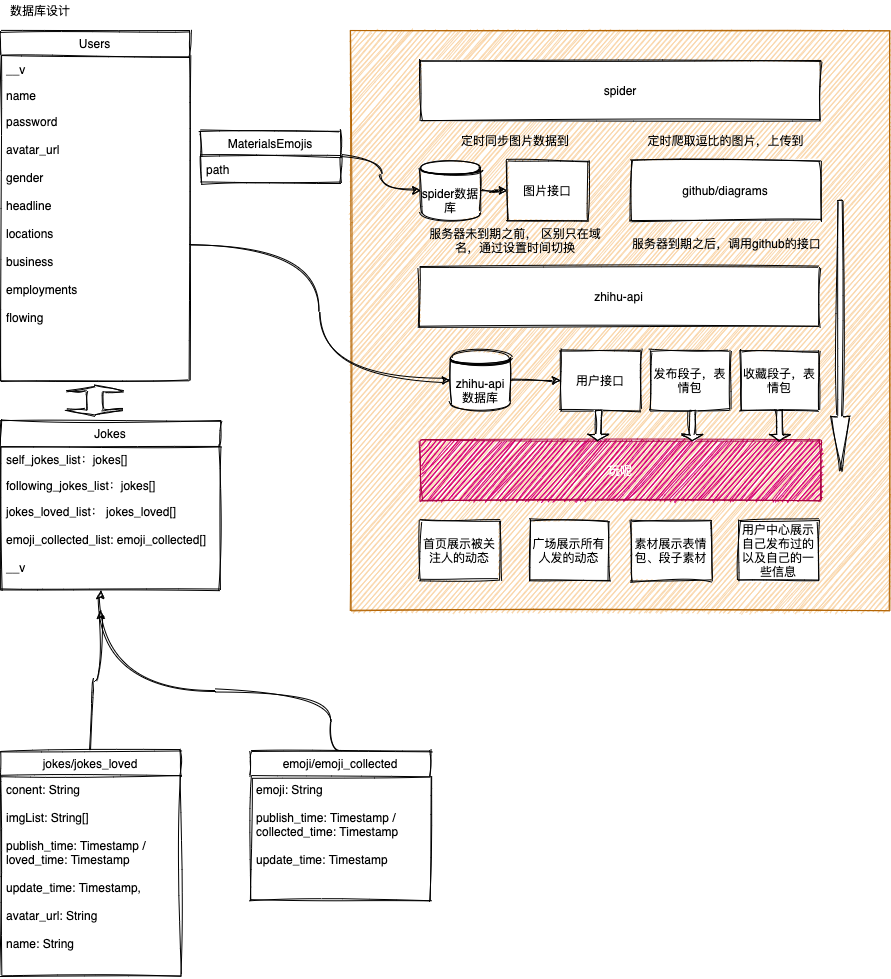 数据库设计
Users
__v
name
password
avatar_url
gender
headline
locations
business
employments
flowing
MaterialsEmojis
path
spider
定时同步图片数据到
定时爬取逗比的图片，上传到
spider数据
库
图片接口
github/diagrams
服务器未到期之前， 区别只在域
名，通过设置时间切换
服务器到期之后，调用github的接口
zhihu-api
zhihu-api
数据库
用户接口
发布段子，表
情包
收藏段子，表
情包
玩呢
首页展示被关
注人的动态
广场展示所有
人发的动态
素材展示表情
包、段子素材
用户中心展示
自己发布过的
以及自己的一
些信息
Jokes
self_jokes_list：jokes[]
following_jokes_list：jokes[]
jokes_loved_list： jokes_loved[]
emoji_collected_list: emoji_collected[]
__v
jokes/jokes_loved
conent: String
imgList: String[]
publish_time: Timestamp /
loved_time: Timestamp
update_time: Timestamp,
avatar_url: String
name: String
emoji/emoji_collected
emoji: String
publish_time: Timestamp /
collected_time: Timestamp
update_time: Timestamp